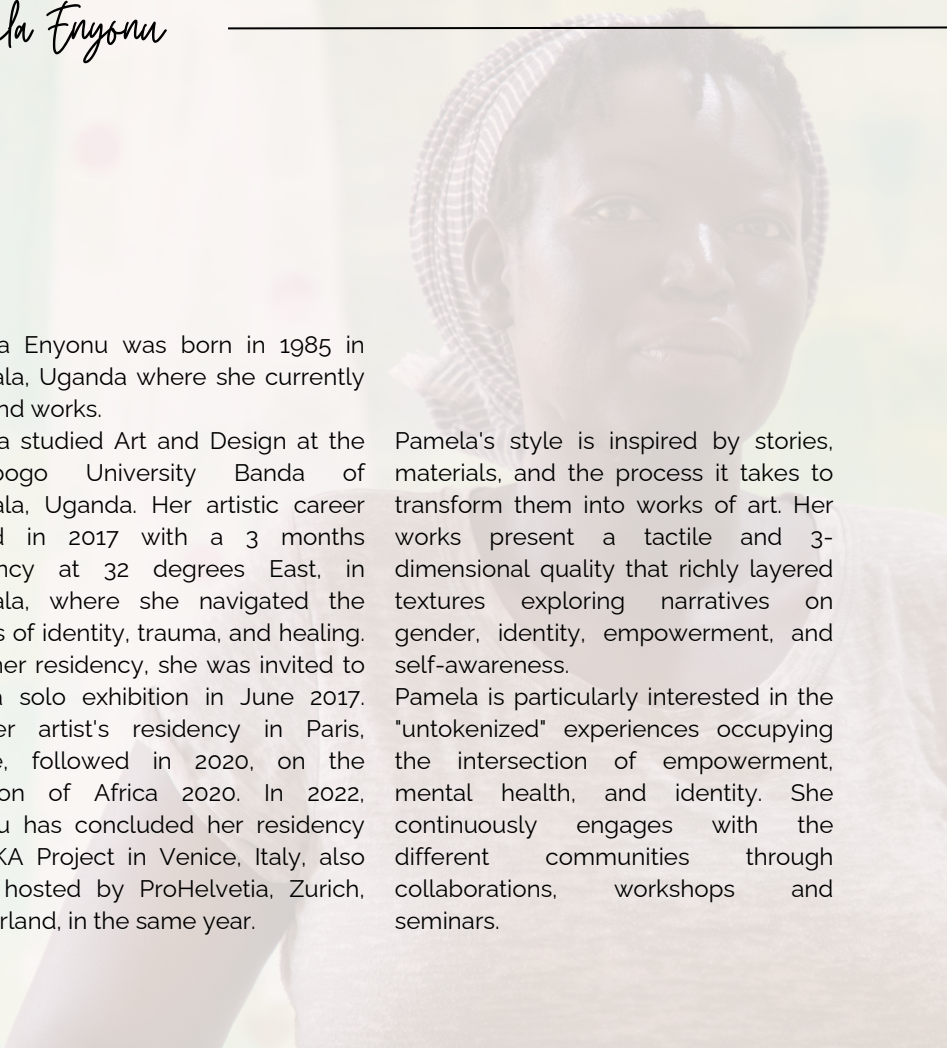 la Enyonu
a Enyonu was born in 1985 in
ala, Uganda where she currently
nd works.
a studied Art and Design at the
ogo University Banda of
ala, Uganda. Her artistic career
d in 2017 with a 3 months
ncy at 32 degrees East, in
ala, where she navigated the
s of identity, trauma, and healing.
her residency, she was invited to
a solo exhibition in June 2017.
er artist's residency in Paris,
e, followed in 2020, on the
on of Africa 2020. In 2022,
u has concluded her residency
KA Project in Venice, Italy, also
hosted by ProHelvetia, Zurich,
rland, in the same year.
Pamela's style is inspired by stories,
materials, and the process it takes to
transform them into works of art. Her
works present a tactile and 3-
dimensional quality that richly layered
textures exploring narratives on
gender, identity, empowerment, and
self-awareness.
Pamela is particularly interested in the
"untokenized" experiences occupying
the intersection of empowerment,
mental health, and identity. She
continuously engages with the
different communities through
collaborations, workshops and
seminars.